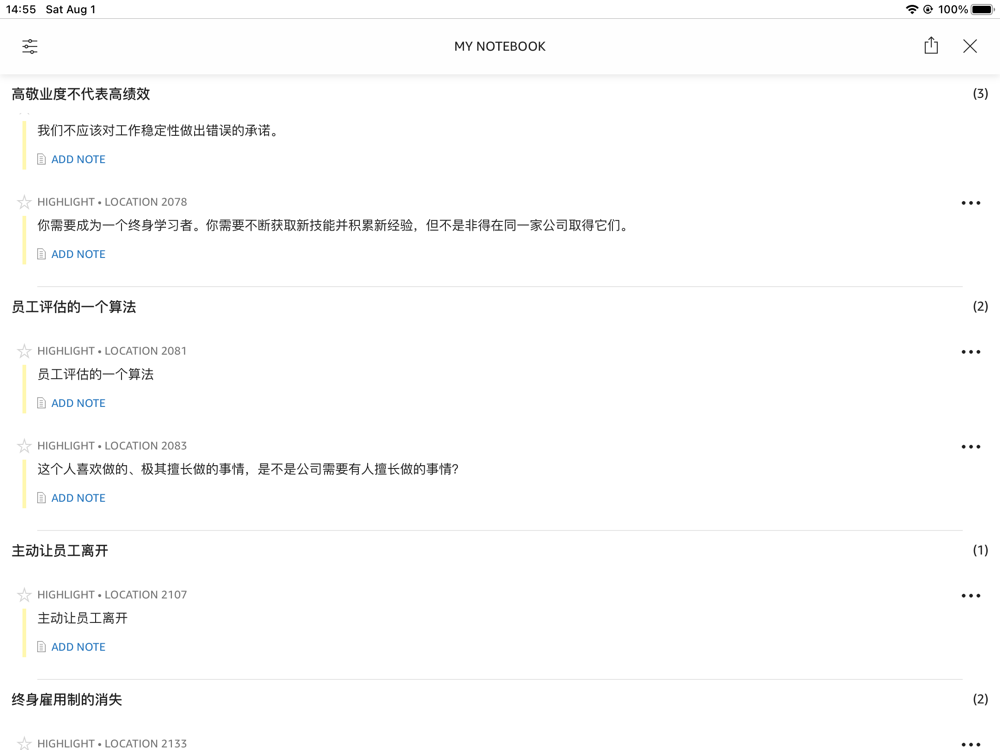 14:55 Sat Aug 1 100%
MY NOTEBOOK
高敬业度不代表高绩效 (3)
我们不应该对工作稳定性做出错误的承诺。
ADD NOTE
HIGHLIGHT • LOCATION 2078
你需要成为一个终身学习者。你需要不断获取新技能并积累新经验，但不是非得在同一家公司取得它们。
ADD NOTE
员工评估的一个算法 (2)
HIGHLIGHT • LOCATION 2081
员工评估的一个算法
ADD NOTE
HIGHLIGHT • LOCATION 2083
这个人喜欢做的、极其擅长做的事情，是不是公司需要有人擅长做的事情？
ADD NOTE
主动让员工离开 (1)
HIGHLIGHT • LOCATION 2107
主动让员工离开
ADD NOTE
终身雇用制的消失 (2)
HIGHLIGHT • LOCATION 2133